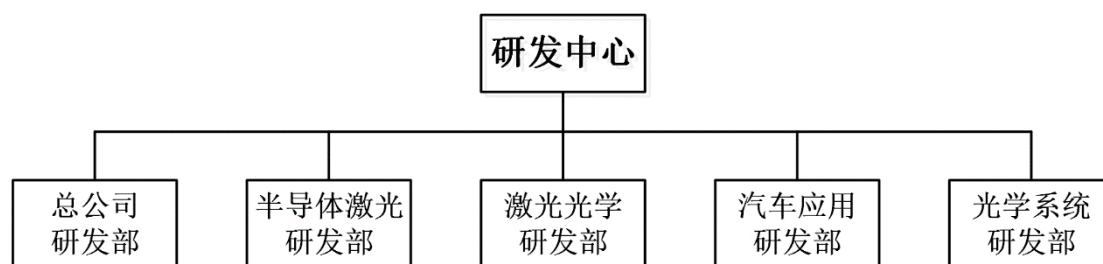 研发中心
总公司
研发部
半导体激光
研发部
激光光学
研发部
汽车应用
研发部
光学系统
研发部